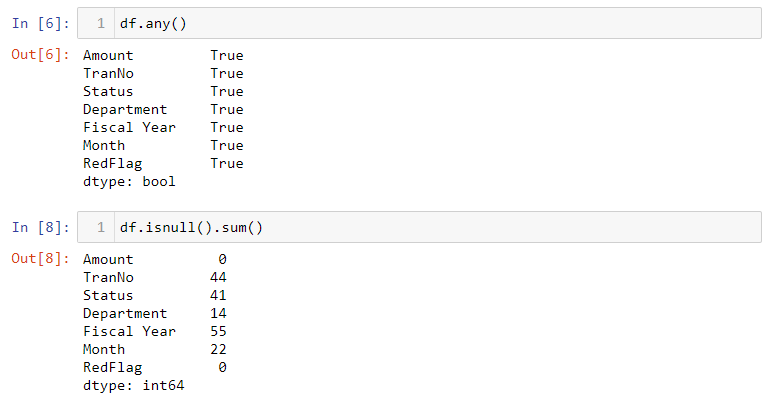 In [6]: 1 df.any()
Out[6]: Amount True
TranNo True
Status True
Department True
Fiscal Year True
Month True
RedFlag True
dtype: bool
In [8]: 1 df.isnull().sum()
Out[8]: Amount 0
TranNo 44
Status 41
Department 14
Fiscal Year 55
Month 22
RedFlag 0
dtype: int64